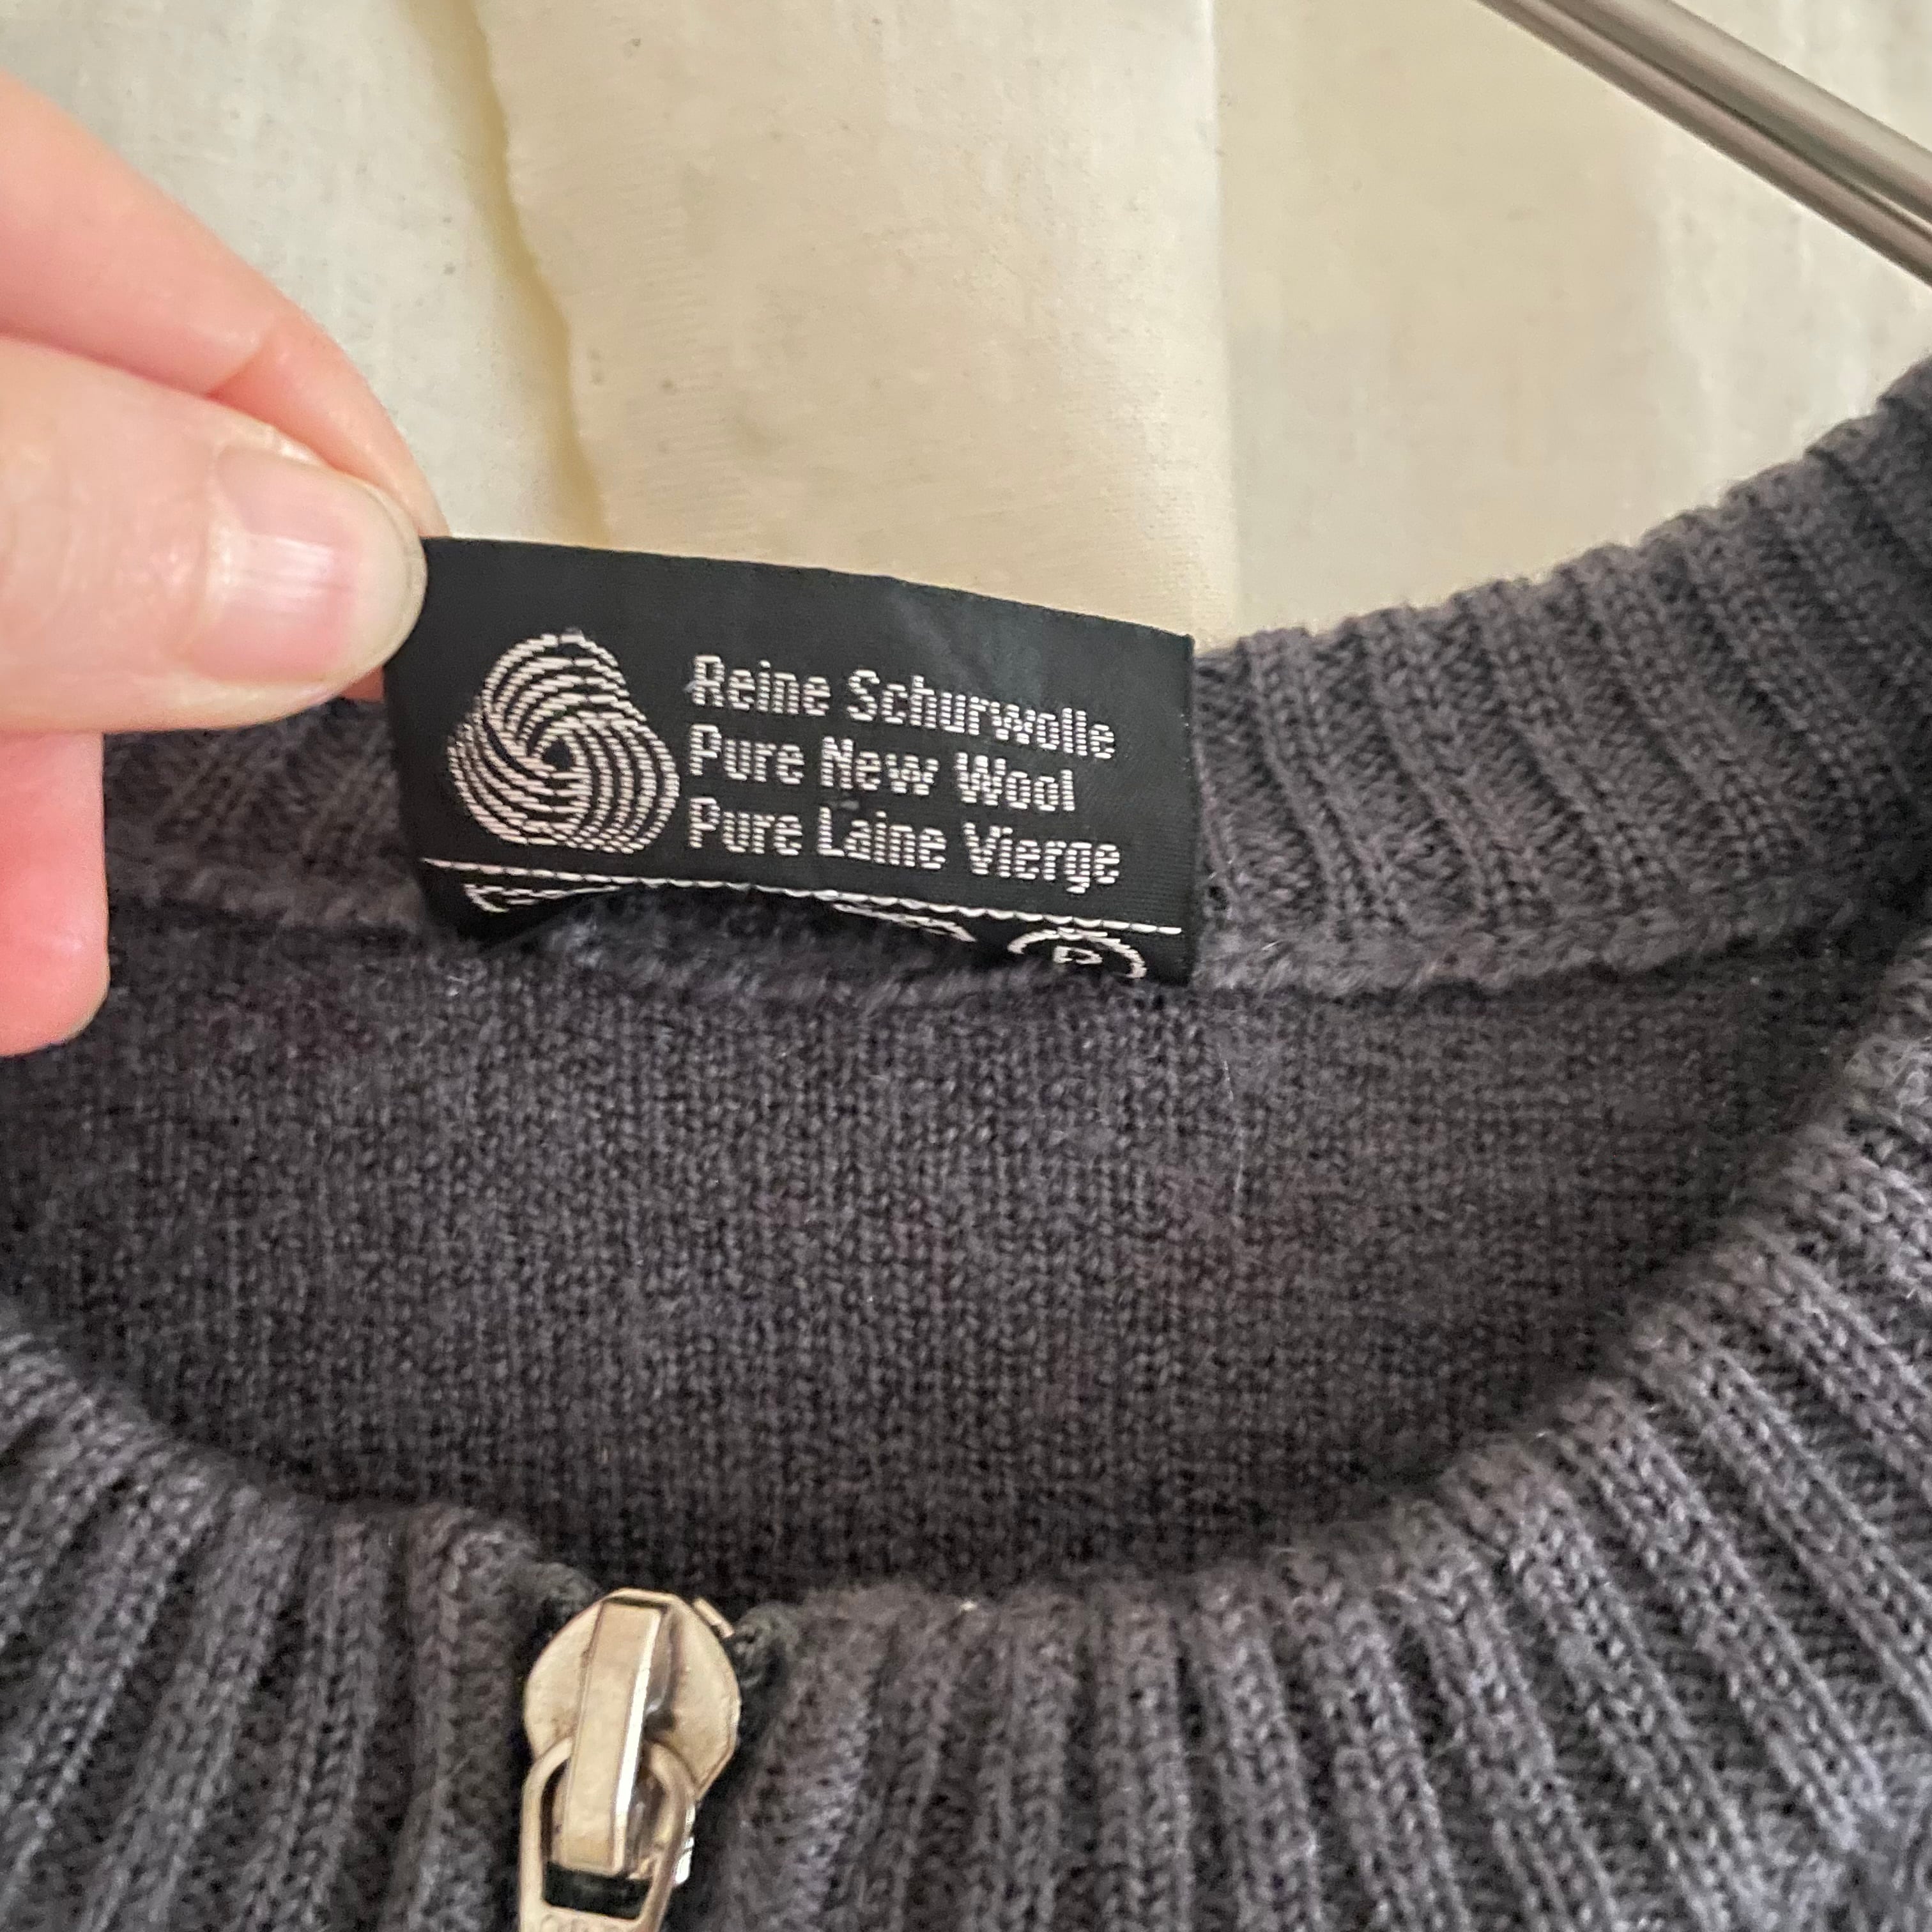 Reine Schurwolle
Pure New Wool
Pure Laine Vierge
P